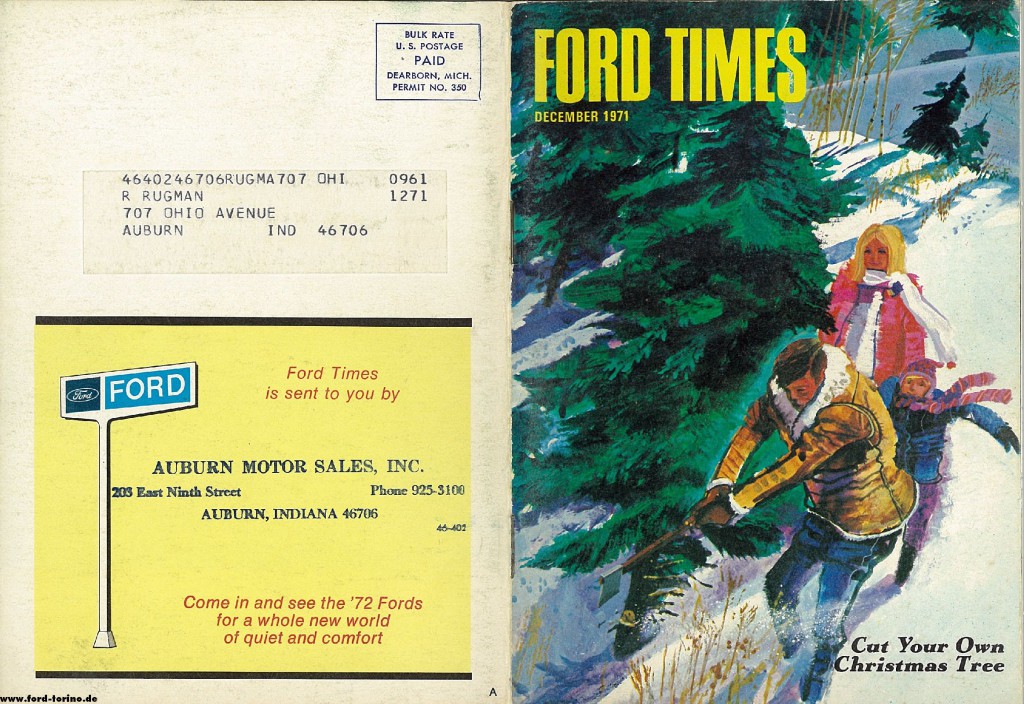 BULK RATE
U. S. POSTAGE
PAID
DEARBORN, MICH.
PERMIT NO. 350
4640246706RUGMA707 OHI 0961
R RUGMAN 1271
707 OHIO AVENUE
AUBURN IND 46706
Ford FORD
Ford Times
is sent to you by
AUBURN MOTOR SALES, INC.
203 East Ninth Street Phone 925-3100
AUBURN, INDIANA 46706
46-402
Come in and see the '72 Fords
for a whole new world
of quiet and comfort
A
www.ford-torino.de
FORD TIMES
DECEMBER 1971
Cut Your Own
Christmas Tree